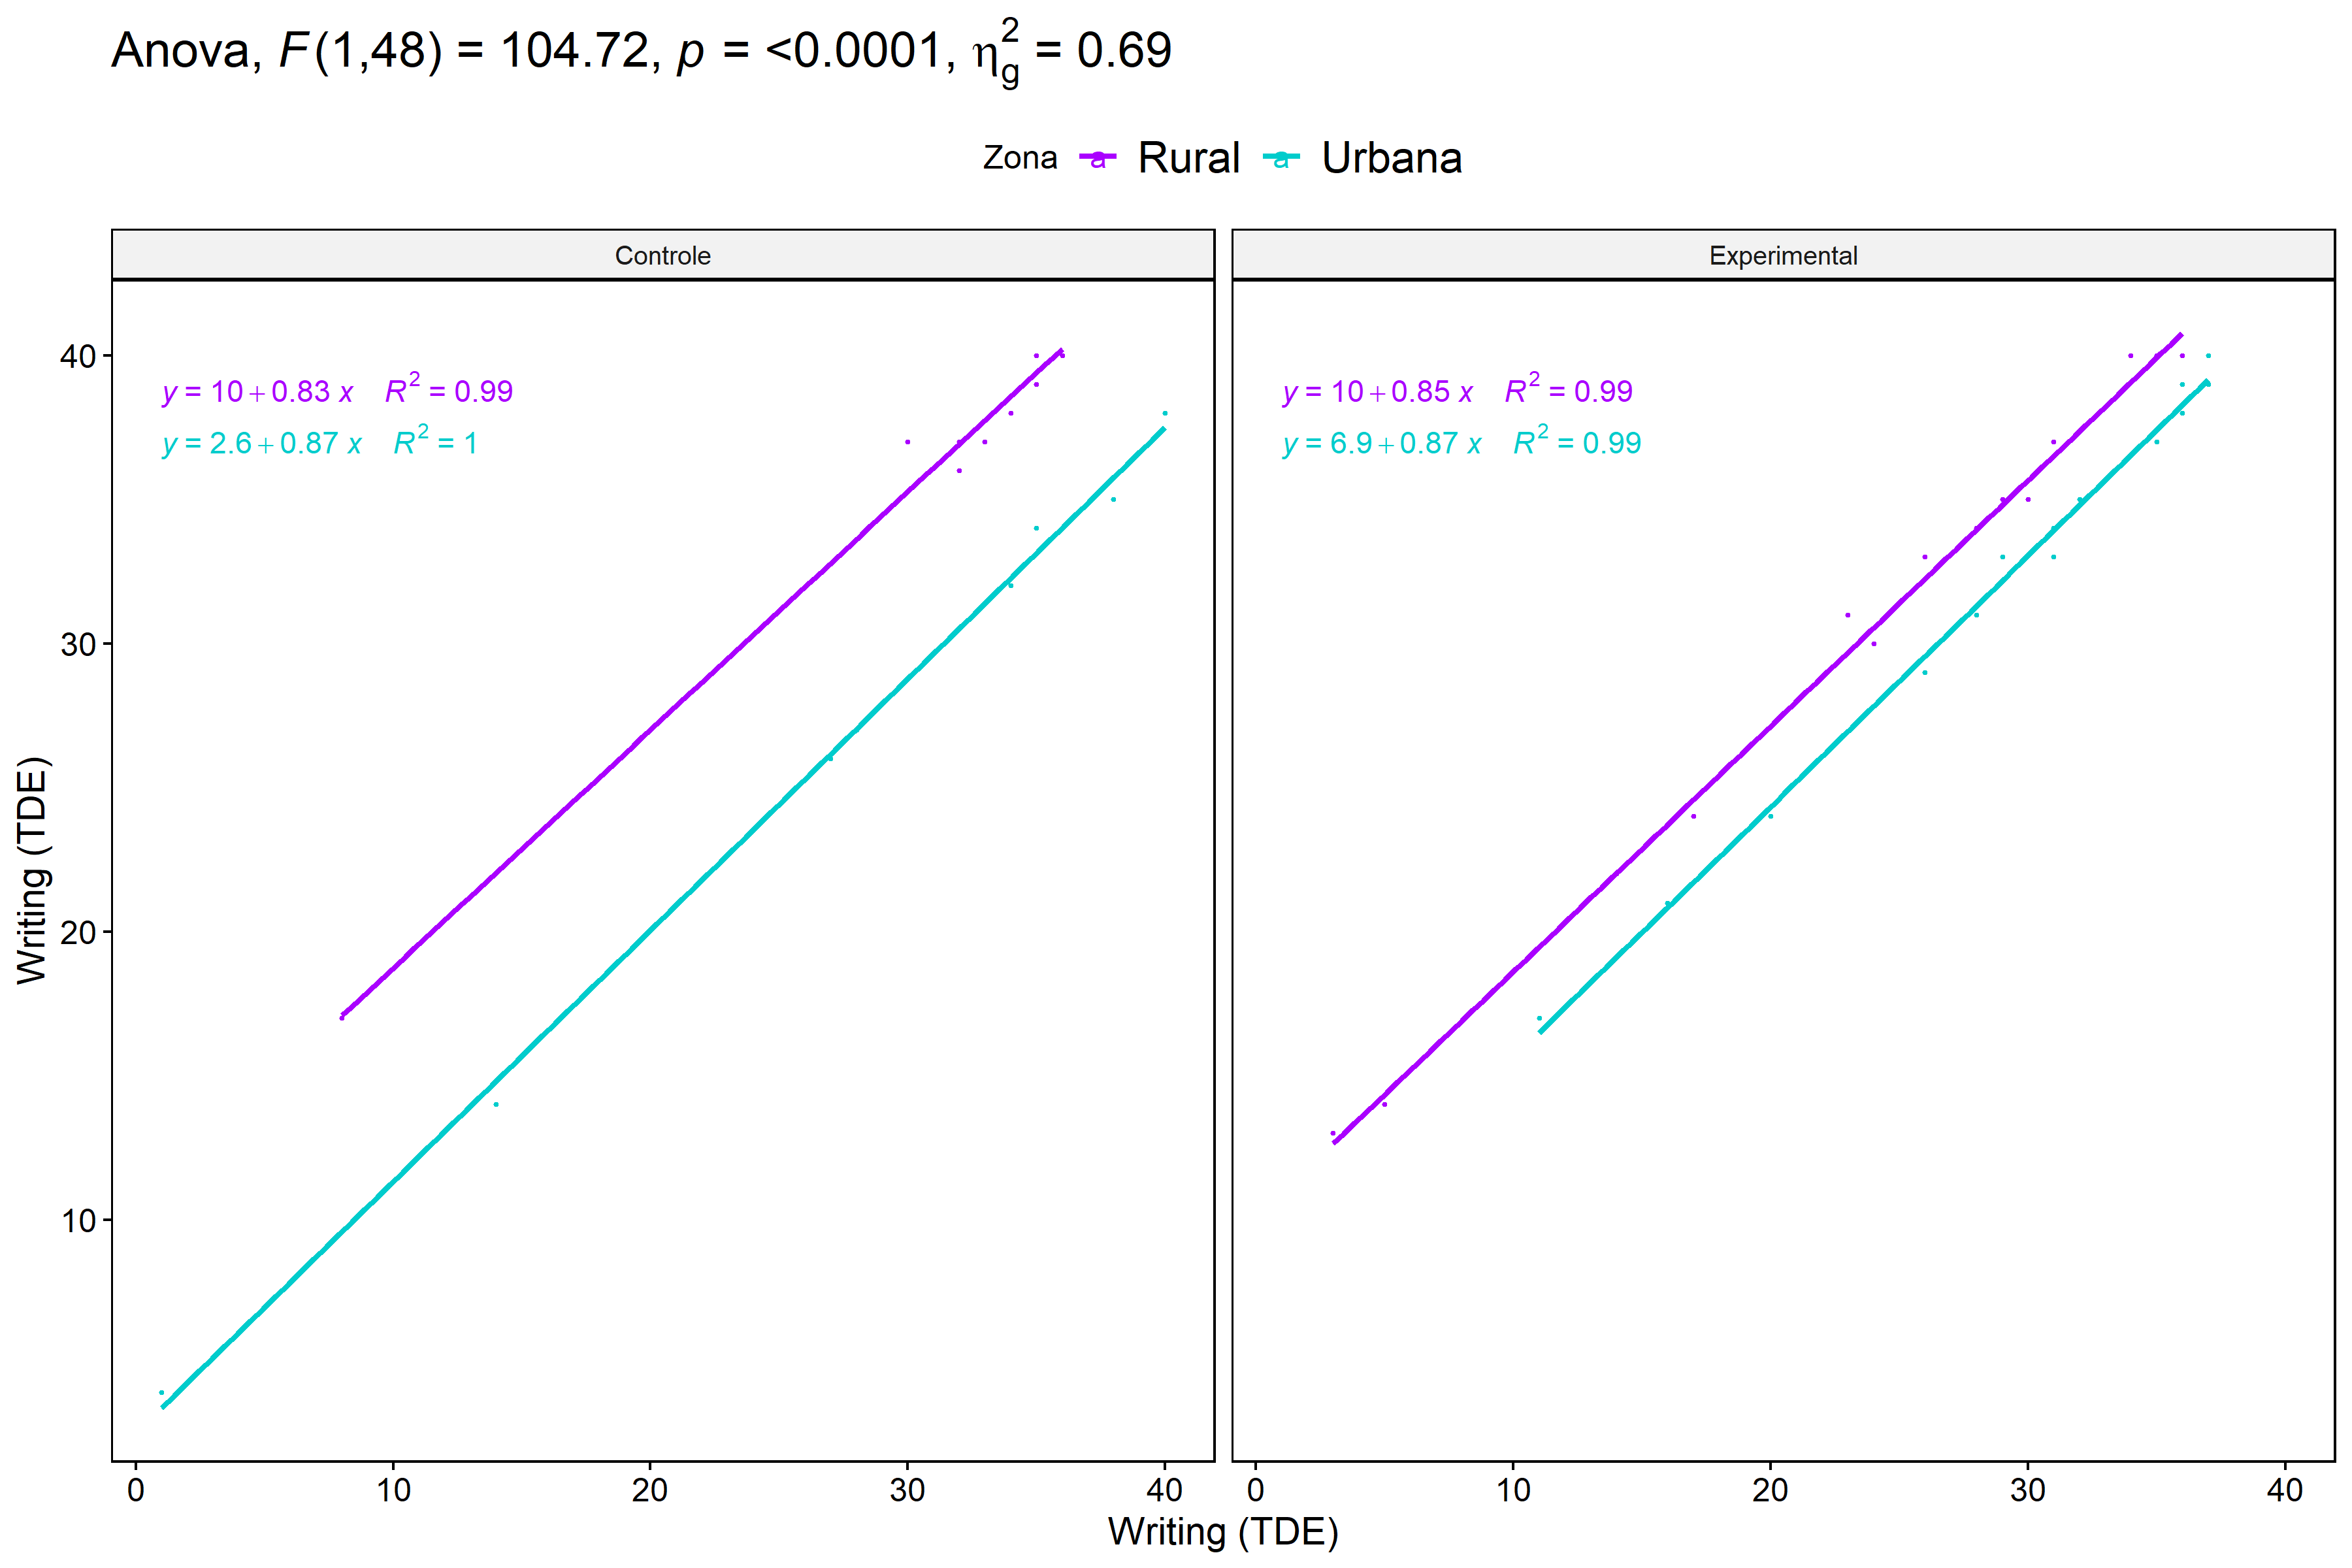 Anova, F(1,48) = 104.72, p = <0.0001, η²g = 0.69
Zona a Rural a Urbana
Controle
Experimental
y = 10 + 0.83 x R² = 0.99
y = 2.6 + 0.87 x R² = 1
y = 10 + 0.85 x R² = 0.99
y = 6.9 + 0.87 x R² = 0.99
Writing (TDE)
40
30
20
10
0 10 20 30 40
0 10 20 30 40
Writing (TDE)